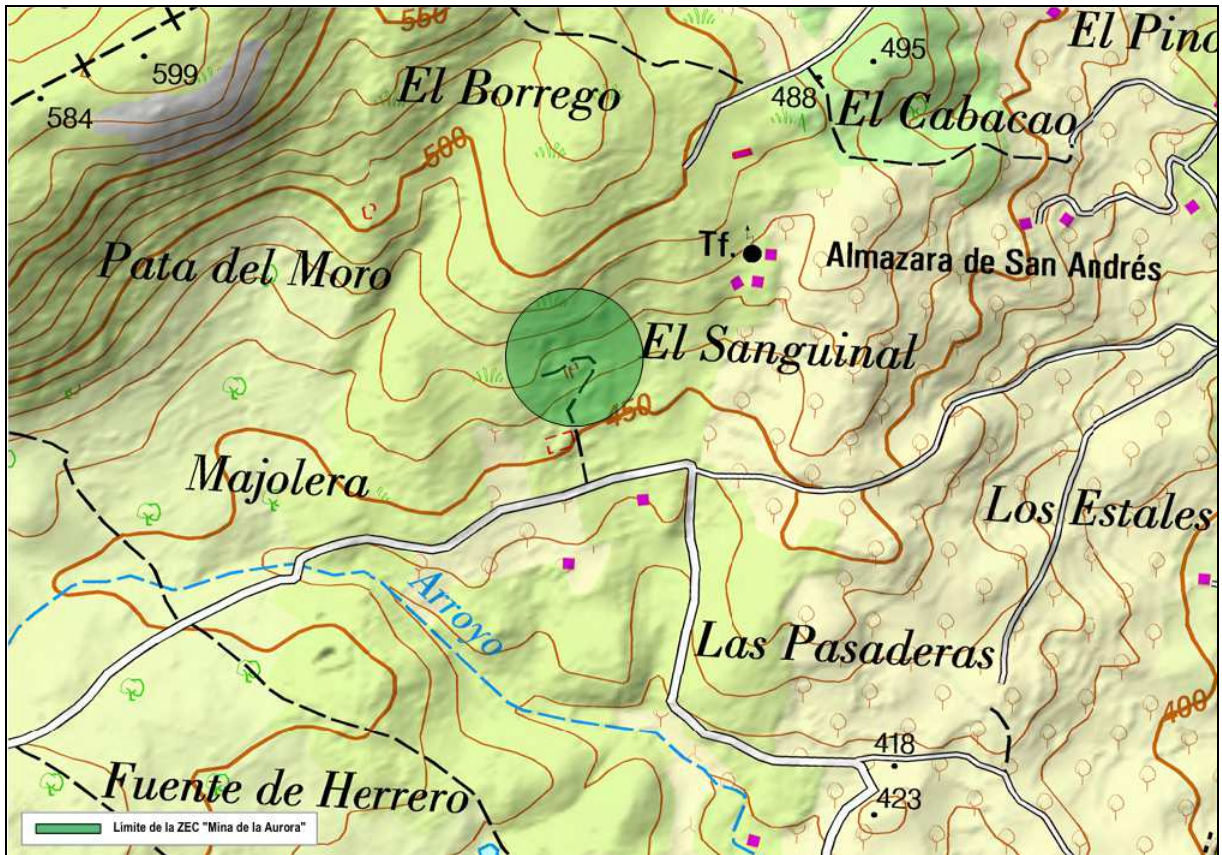 550
El Pino
495
599
El Borrego
488
584
El Cabacao
500
Tf.
Almazara de San Andrés
Pata del Moro
El Sanguinal
450
Majolera
Los Estales
Arroyo
Las Pasaderas
400
418
Fuente de Herrero
423
Limite de la ZEC "Mina de la Aurora"